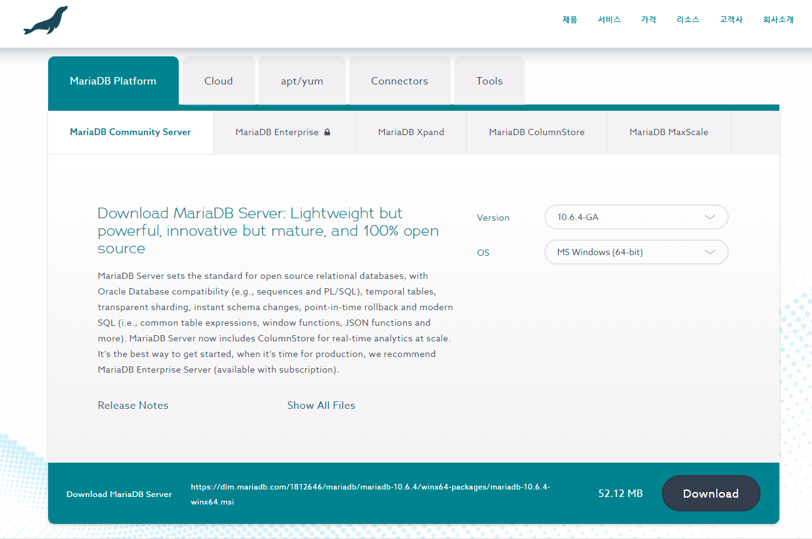 제품 서비스 가격 리소스 고객사 회사소개
MariaDB Platform Cloud apt/yum Connectors Tools
MariaDB Community Server MariaDB Enterprise MariaDB Xpand MariaDB ColumnStore MariaDB MaxScale
Download MariaDB Server: Lightweight but
powerful, innovative but mature, and 100% open
source
MariaDB Server sets the standard for open source relational databases, with
Oracle Database compatibility (e.g., sequences and PL/SQL), temporal tables,
transparent sharding, instant schema changes, point-in-time rollback and modern
SQL (i.e., common table expressions, window functions, JSON functions and
more). MariaDB Server now includes ColumnStore for real-time analytics at scale.
It's the best way to get started, when it's time for production, we recommend
MariaDB Enterprise Server (available with subscription).
Release Notes Show All Files
Version 10.6.4-GA
OS MS Windows (64-bit)
Download MariaDB Server
https://dlm.mariadb.com/1812646/mariadb/mariadb-10.6.4/winx64-packages/mariadb-10.6.4-
winx64.msi
52.12 MB
Download